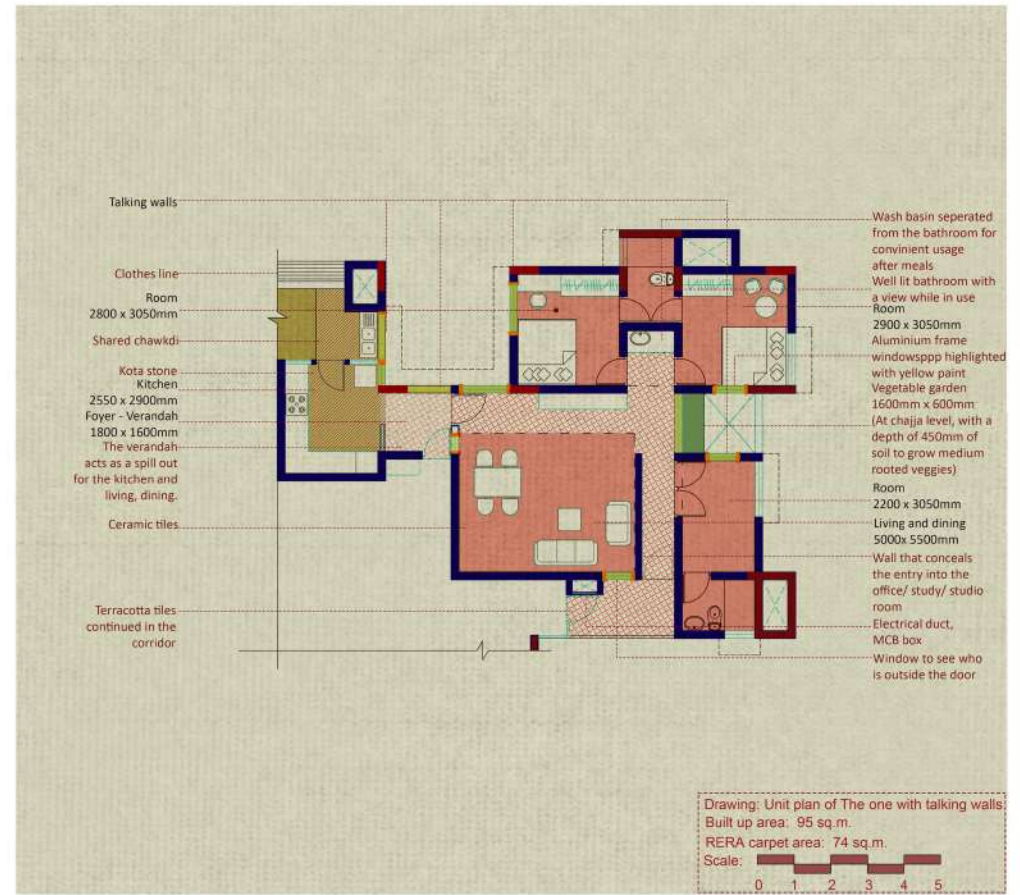 Talking walls
Clothes line
Room
2800 x 3050mm
Shared chawkdi
Kota stone
Kitchen
2550 x 2900mm
Foyer - Verandah
1800 x 1600mm
The verandah
acts as a spill out
for the kitchen and
living, dining.
Ceramic tiles
Terracotta tiles
continued in the
corridor
Wash basin seperated
from the bathroom for
convinient usage
after meals
Well lit bathroom with
a view while in use
Room
2900 x 3050mm
Aluminium frame
windowsppp highlighted
with yellow paint
Vegetable garden
1600mm x 600mm
(At chajja level, with a
depth of 450mm of
soil to grow medium
rooted veggies)
Room
2200 x 3050mm
Living and dining
5000x 5500mm
Wall that conceals
the entry into the
office/ study/ studio
room
Electrical duct,
MCB box
Window to see who
is outside the door
Drawing: Unit plan of The one with talking walls
Built up area: 95 sq.m.
RERA carpet area: 74 sq.m.
Scale:
0 1 2 3 4 5